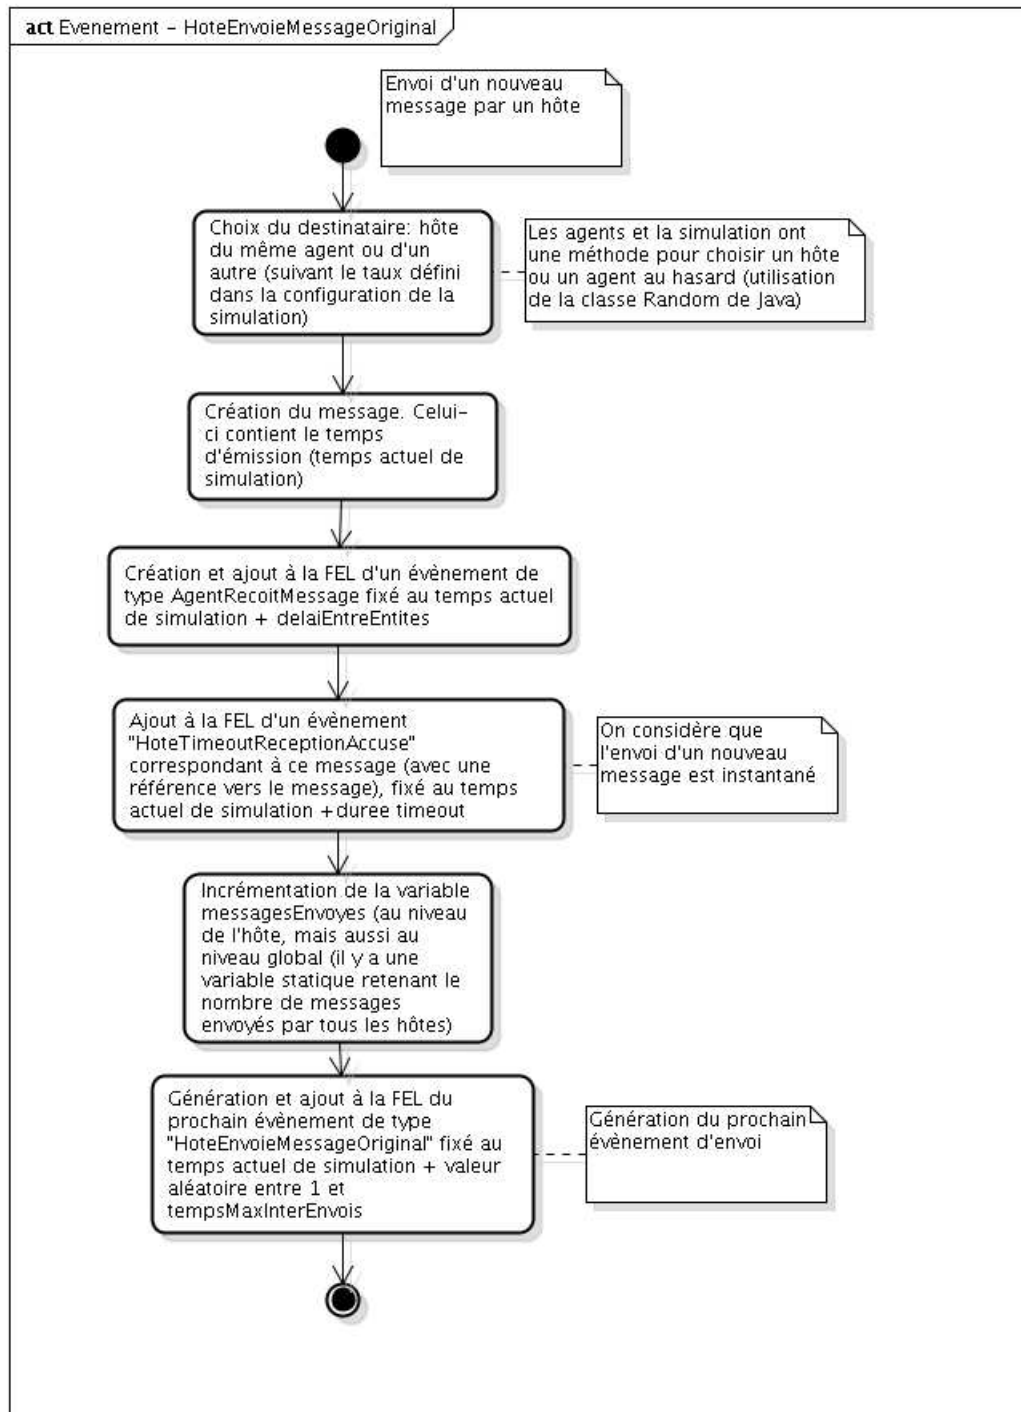 act Evenement – HoteEnvoieMessageOriginal
Envoi d'un nouveau
message par un hôte
Choix du destinataire: hôte
du même agent ou d'un
autre (suivant le taux défini
dans la configuration de la
simulation)
Les agents et la simulation ont
une méthode pour choisir un hôte
ou un agent au hasard (utilisation
de la classe Random de Java)
Création du message. Celui-
ci contient le temps
d'émission (temps actuel de
simulation)
Création et ajout à la FEL d'un évènement de
type AgentRecoitMessage fixé au temps actuel
de simulation + delaiEntreEntites
Ajout à la FEL d'un évènement
"HoteTimeoutReceptionAccuse"
correspondant à ce message (avec une
référence vers le message), fixé au temps
actuel de simulation +duree timeout
On considère que
l'envoi d'un nouveau
message est instantané
Incrémentation de la variable
messagesEnvoyes (au niveau
de l'hôte, mais aussi au
niveau global (il y a une
variable statique retenant le
nombre de messages
envoyés par tous les hôtes)
Génération et ajout à la FEL du
prochain évènement de type
"HoteEnvoieMessageOriginal" fixé au
temps actuel de simulation + valeur
aléatoire entre 1 et
tempsMaxInterEnvois
Génération du prochain
évènement d'envoi